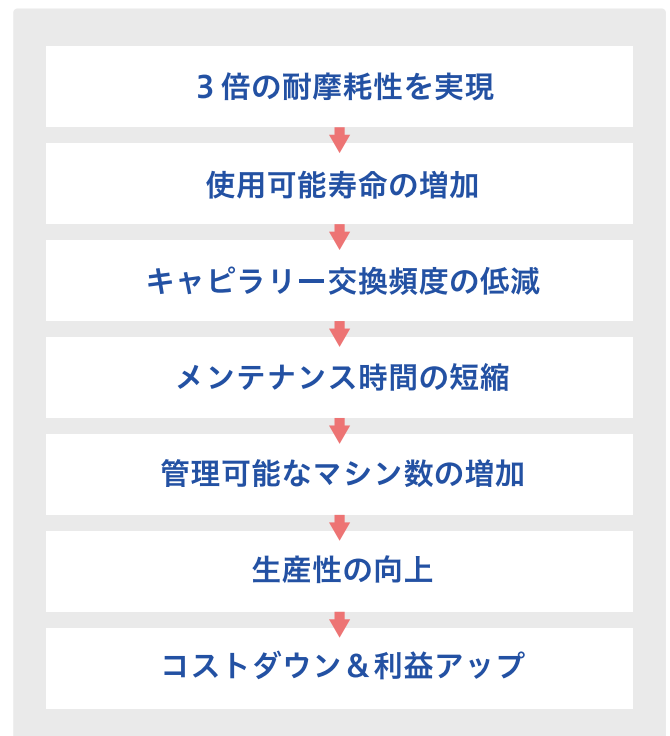 3倍の耐摩耗性を実現
使用可能寿命の増加
キャピラリー交換頻度の低減
メンテナンス時間の短縮
管理可能なマシン数の増加
生産性の向上
コストダウン＆利益アップ